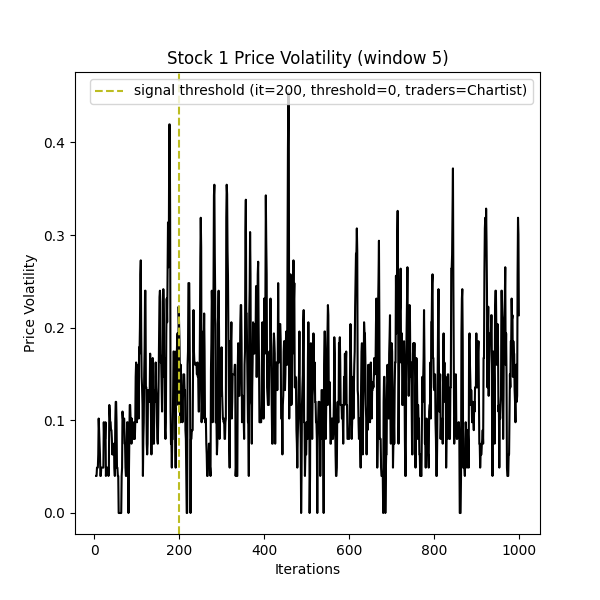 Stock 1 Price Volatility (window 5)
signal threshold (it=200, threshold=0, traders=Chartist)
Price Volatility
0.4
0.3
0.2
0.1
0.0
0 200 400 600 800 1000
Iterations